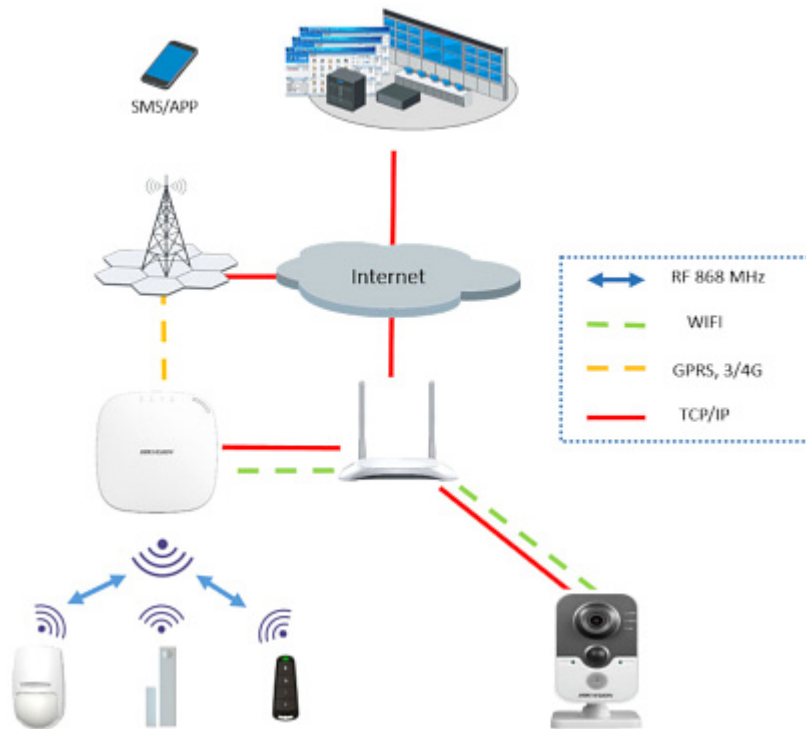 SMS/APP
Internet
RF 868 MHz
WIFI
GPRS, 3/4G
TCP/IP
HIKVISION
HIKVISION